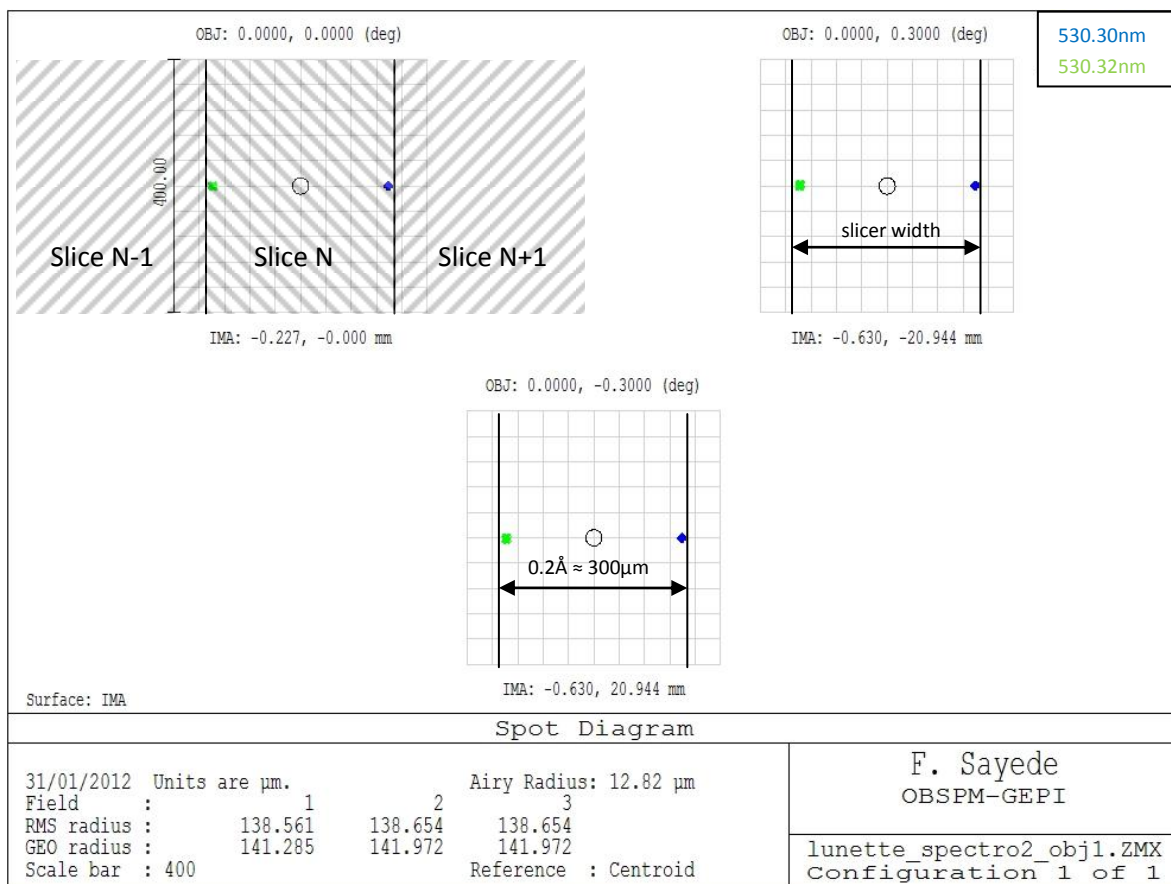 OBJ: 0.0000, 0.0000 (deg)
OBJ: 0.0000, 0.3000 (deg)
530.30nm
530.32nm
400.00
Slice N-1
Slice N
Slice N+1
slicer width
IMA: -0.227, -0.000 mm
IMA: -0.630, -20.944 mm
OBJ: 0.0000, -0.3000 (deg)
0.2Å ≈ 300µm
IMA: -0.630, 20.944 mm
Surface: IMA
Spot Diagram
31/01/2012 Units are µm. Airy Radius: 12.82 µm
Field : 1 2 3
RMS radius : 138.561 138.654 138.654
GEO radius : 141.285 141.972 141.972
Scale bar : 400 Reference : Centroid
F. Sayede
OBSPM-GEPI
lunette_spectro2_obj1.ZMX
Configuration 1 of 1